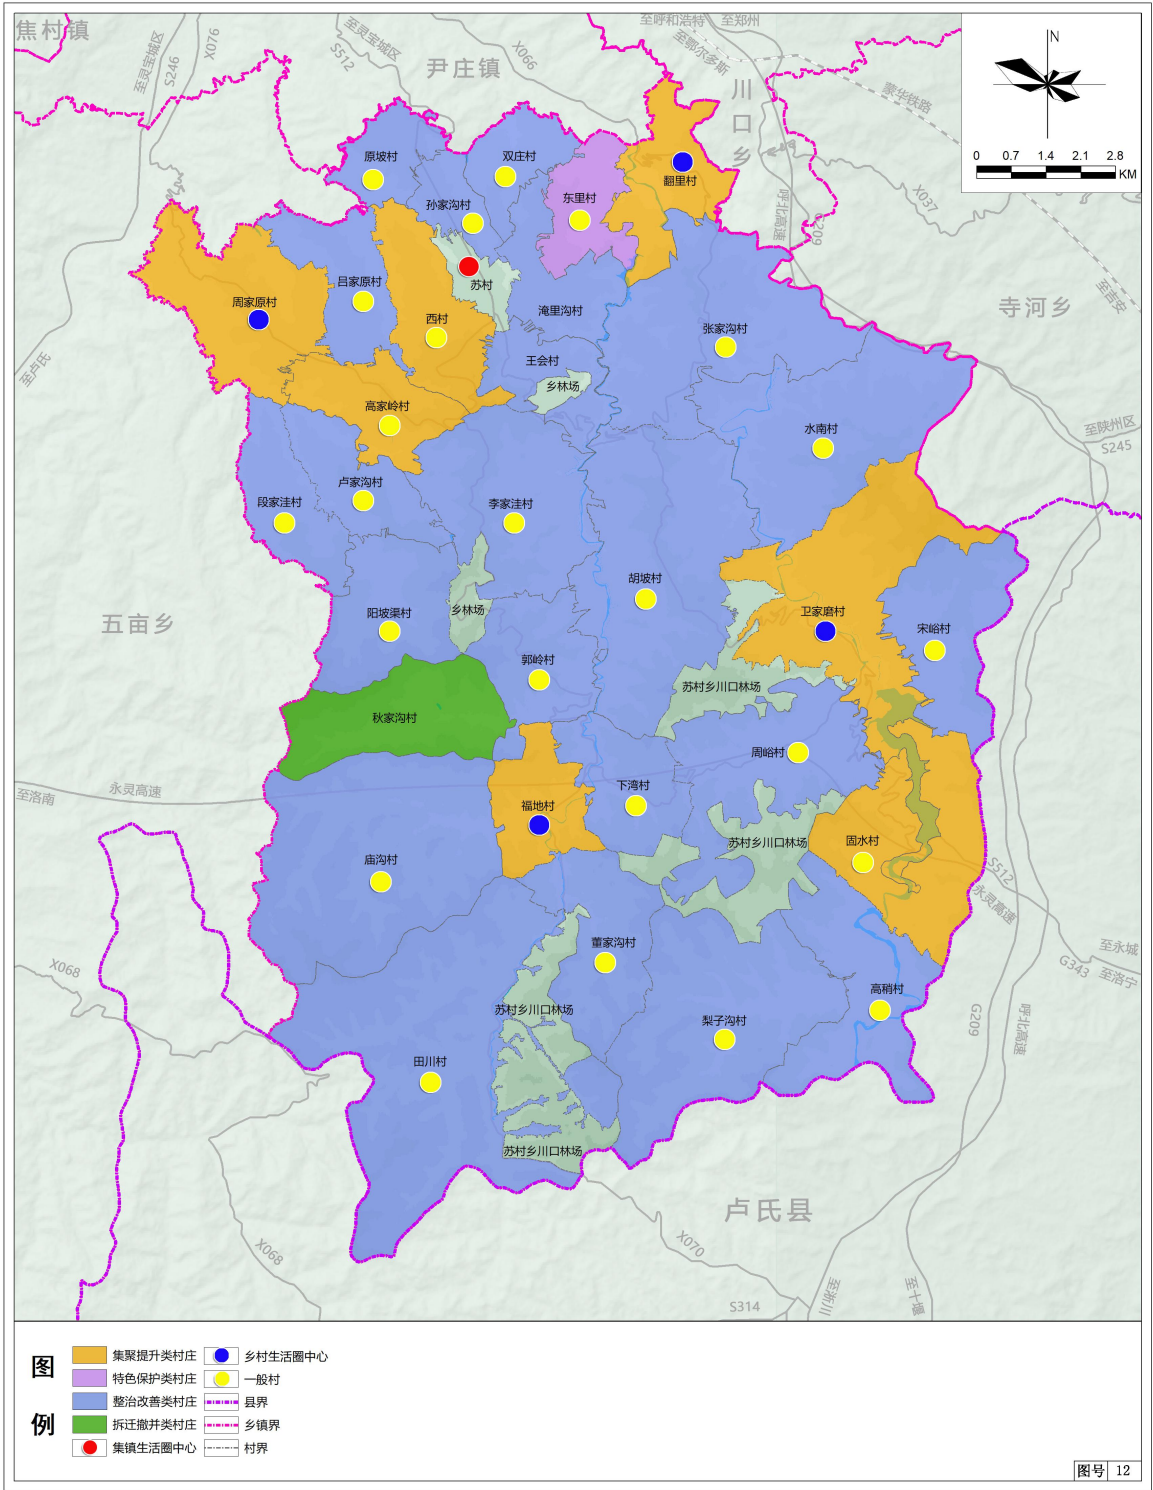 焦村镇
至灵宝城区
S246
X076
至灵宝城区
S512
尹庄镇
X066
至呼和浩特
至郑州
至鄂尔多斯
川口乡
蒙华铁路
N
0 0.7 1.4 2.1 2.8
KM
X037
呼北高速
G209
至吉安
寺河乡
至陕州区
S245
至卢氏
原坡村
双庄村
孙家沟村
东里村
翻里村
苏村
吕家原村
周家原村
西村
淹里沟村
张家沟村
王会村
乡林场
高家岭村
水南村
卢家沟村
段家洼村
李家洼村
胡坡村
乡林场
阳坡渠村
卫家磨村
宋峪村
五亩乡
郭岭村
苏村乡川口林场
秋家沟村
周峪村
永灵高速
至洛南
下湾村
福地村
苏村乡川口林场
固水村
庙沟村
S512
永灵高速
董家沟村
至永城
G343
至洛宁
X068
高稍村
苏村乡川口林场
梨子沟村
G209
呼北高速
田川村
苏村乡川口林场
卢氏县
X068
X070
S314
至淅川
至十堰
图例
集聚提升类村庄
乡村生活圈中心
特色保护类村庄
一般村
整治改善类村庄
县界
拆迁撤并类村庄
乡镇界
集镇生活圈中心
村界
图号 12